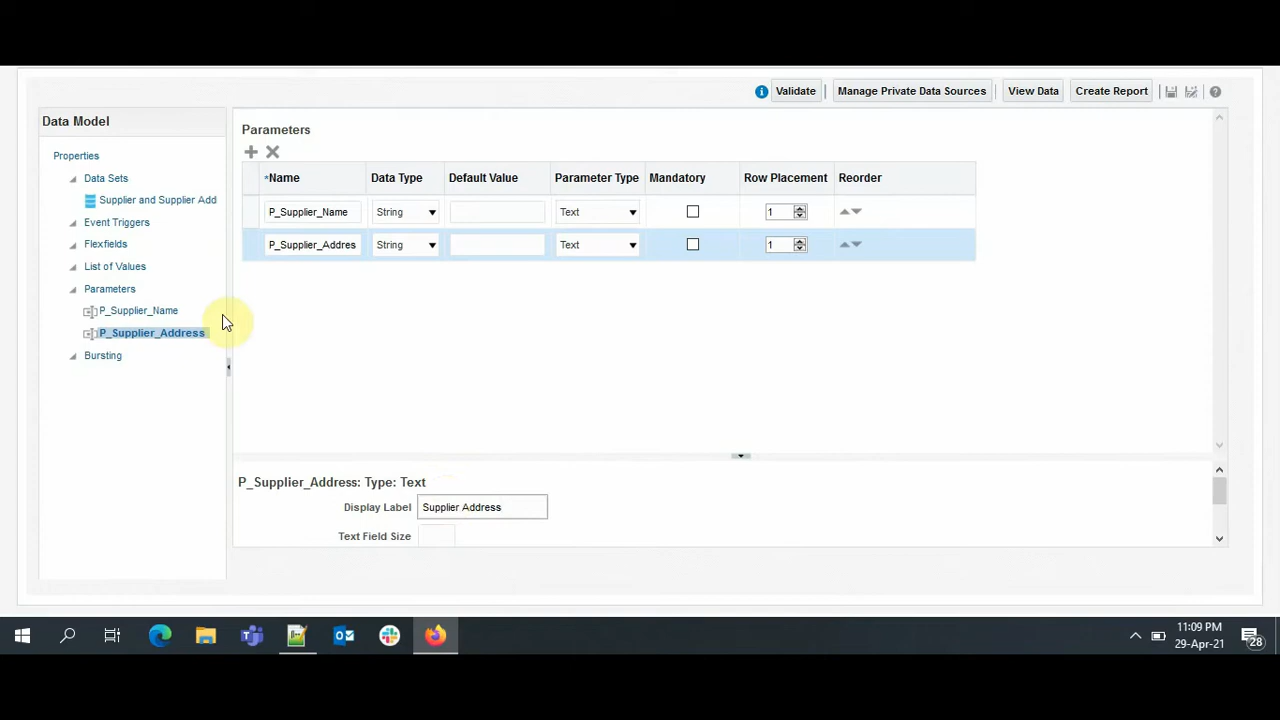 Validate Manage Private Data Sources View Data Create Report
Data Model
Properties
Data Sets
Supplier and Supplier Add
Event Triggers
Flexfields
List of Values
Parameters
P_Supplier_Name
P_Supplier_Address
Bursting
Parameters
*Name Data Type Default Value Parameter Type Mandatory Row Placement Reorder
P_Supplier_Name String Text 1
P_Supplier_Addres String Text 1
P_Supplier_Address: Type: Text
Display Label Supplier Address
Text Field Size
11:09 PM
29-Apr-21
28